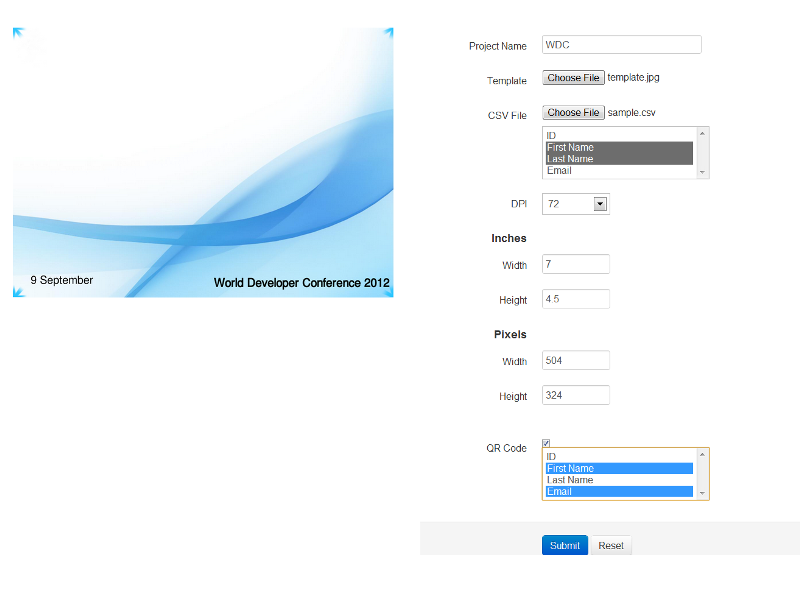 9 September
World Developer Conference 2012
Project Name WDC
Template Choose File template.jpg
CSV File Choose File sample.csv
ID
First Name
Last Name
Email
DPI 72
Inches
Width 7
Height 4.5
Pixels
Width 504
Height 324
QR Code
ID
First Name
Last Name
Email
Submit Reset